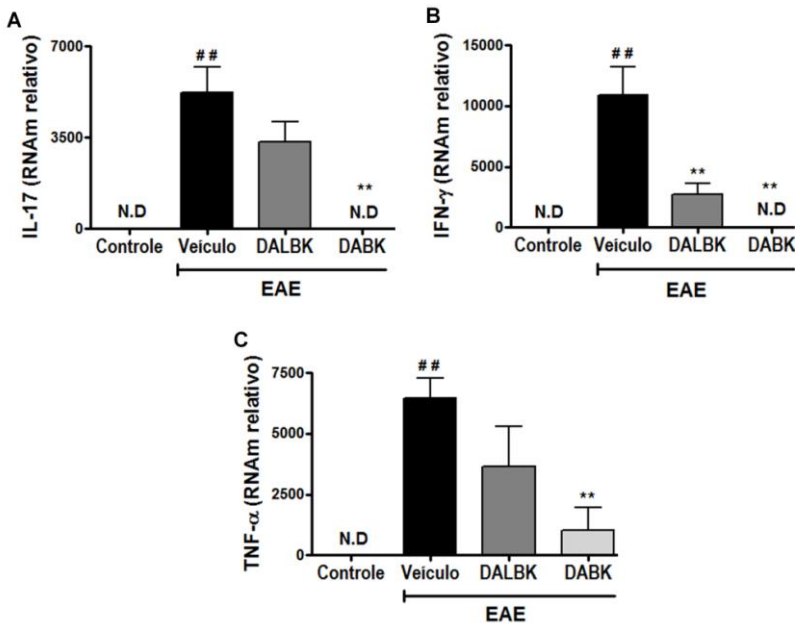 A
IL-17 (RNAm relativo)
7000
3500
0
##
**
N.D
N.D
Controle Veículo DALBK DABK
EAE
B
IFN-γ (RNAm relativo)
15000
10000
5000
0
##
**
**
N.D
N.D
Controle Veículo DALBK DABK
EAE
C
TNF-α (RNAm relativo)
7500
5000
2500
0
##
**
N.D
Controle Veículo DALBK DABK
EAE